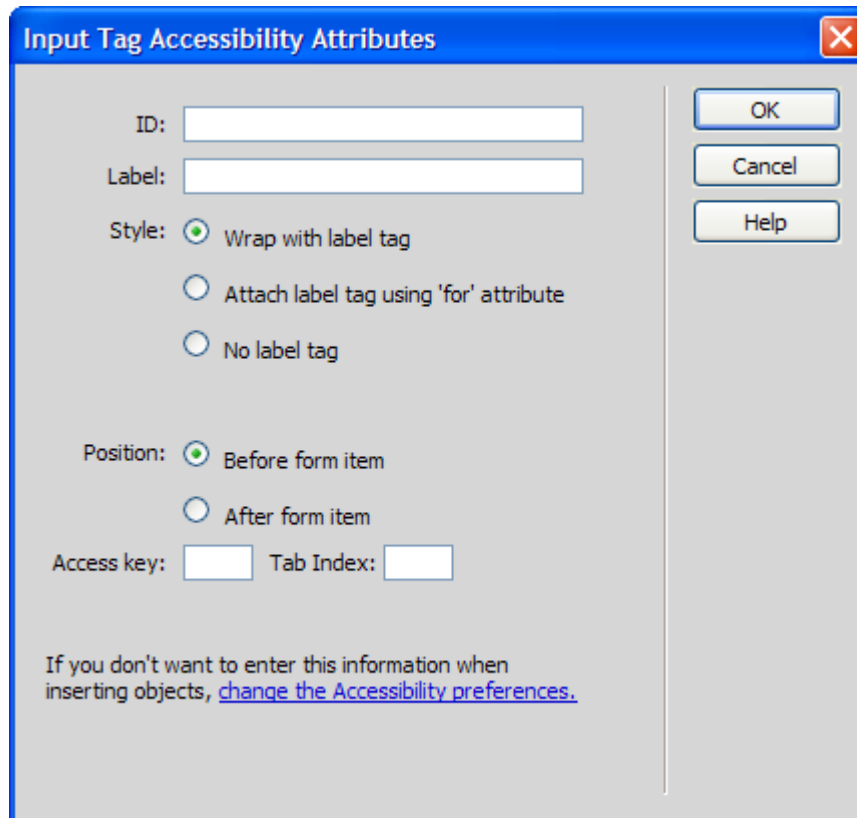 Input Tag Accessibility Attributes
ID:
OK
Label:
Cancel
Style: Wrap with label tag
Help
Attach label tag using 'for' attribute
No label tag
Position: Before form item
After form item
Access key: Tab Index:
If you don't want to enter this information when
inserting objects, change the Accessibility preferences.